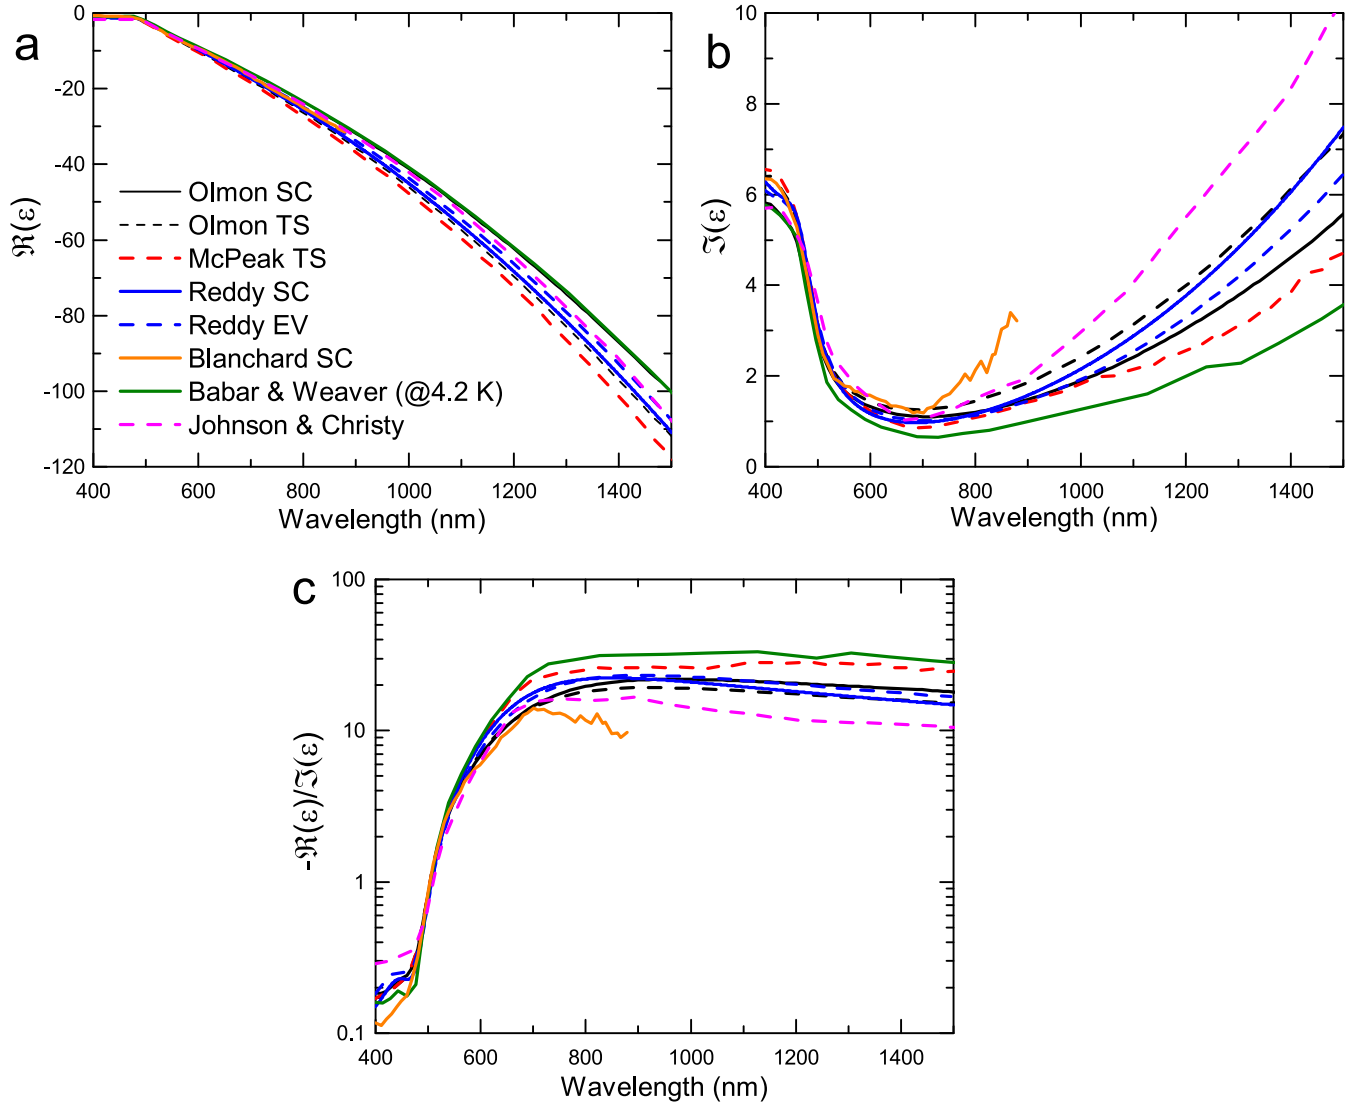 a
0
-20
-40
-60
-80
-100
-120
ℜ(ε)
Olmon SC
Olmon TS
McPeak TS
Reddy SC
Reddy EV
Blanchard SC
Babar & Weaver (@4.2 K)
Johnson & Christy
400 600 800 1000 1200 1400
Wavelength (nm)
b
10
8
6
4
2
0
ℑ(ε)
400 600 800 1000 1200 1400
Wavelength (nm)
c
100
10
1
0.1
-ℜ(ε)/ℑ(ε)
400 600 800 1000 1200 1400
Wavelength (nm)